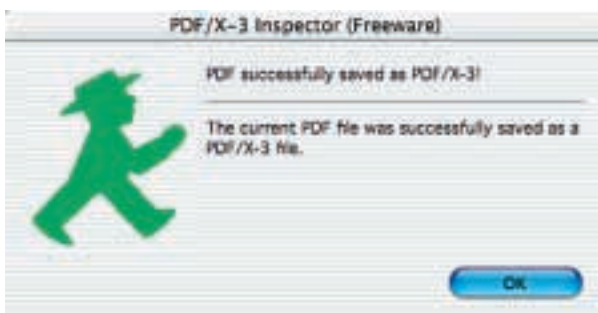 PDF/X-3 Inspector (Freeware)
PDF successfully saved as PDF/X-3!
The current PDF file was successfully saved as a
PDF/X-3 file.
OK